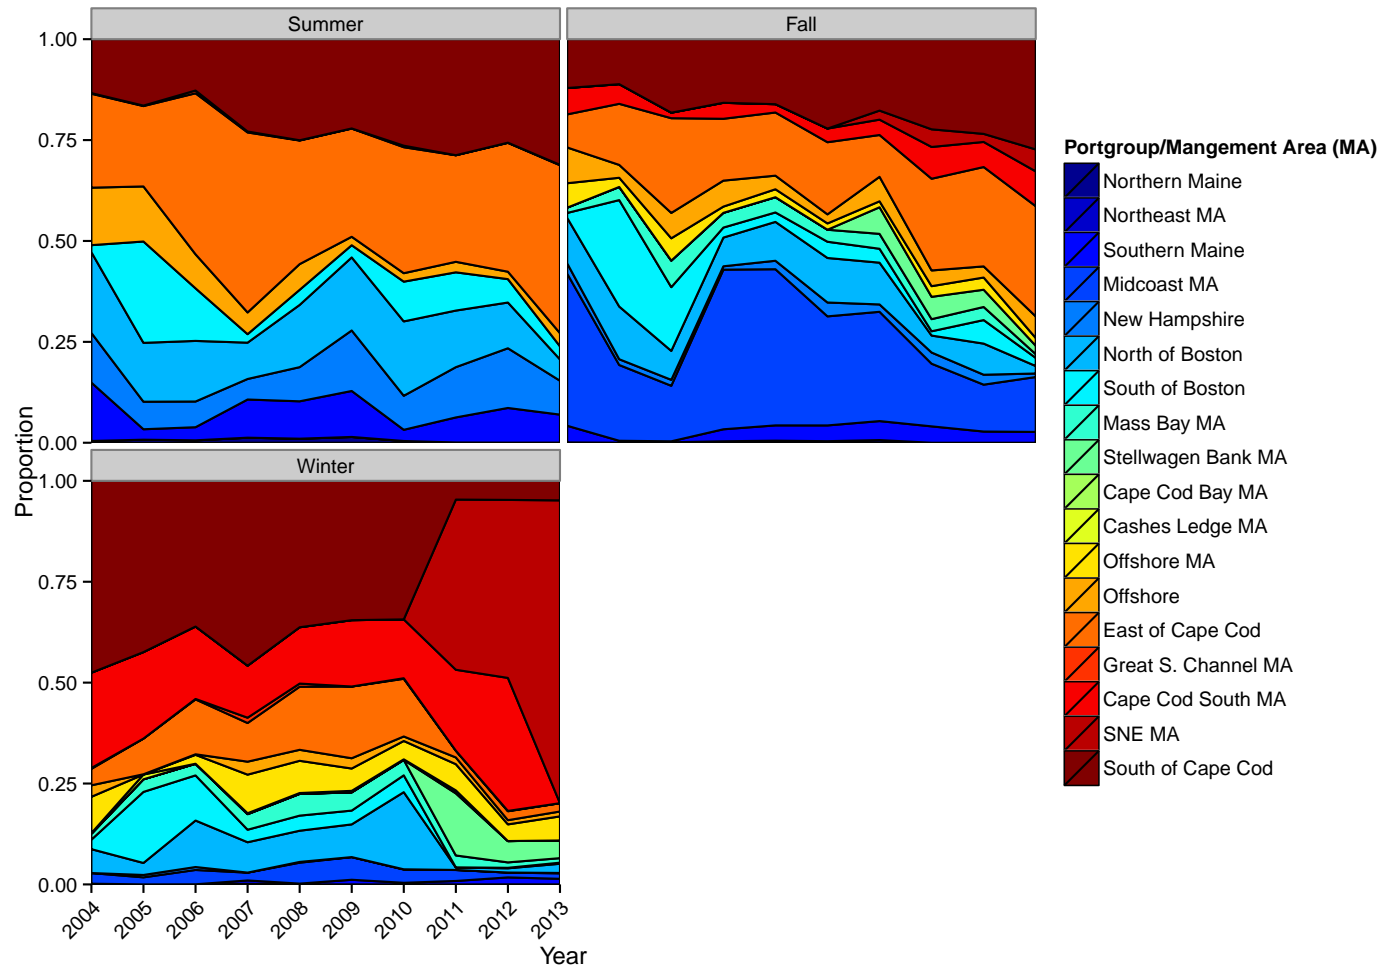 Summer
Fall
1.00
0.75
0.50
0.25
0.00
Winter
1.00
0.75
0.50
0.25
0.00
2004
2005
2006
2007
2008
2009
2010
2011
2012
2013
Proportion
Year
Portgroup/Mangement Area (MA)
Northern Maine
Northeast MA
Southern Maine
Midcoast MA
New Hampshire
North of Boston
South of Boston
Mass Bay MA
Stellwagen Bank MA
Cape Cod Bay MA
Cashes Ledge MA
Offshore MA
Offshore
East of Cape Cod
Great S. Channel MA
Cape Cod South MA
SNE MA
South of Cape Cod